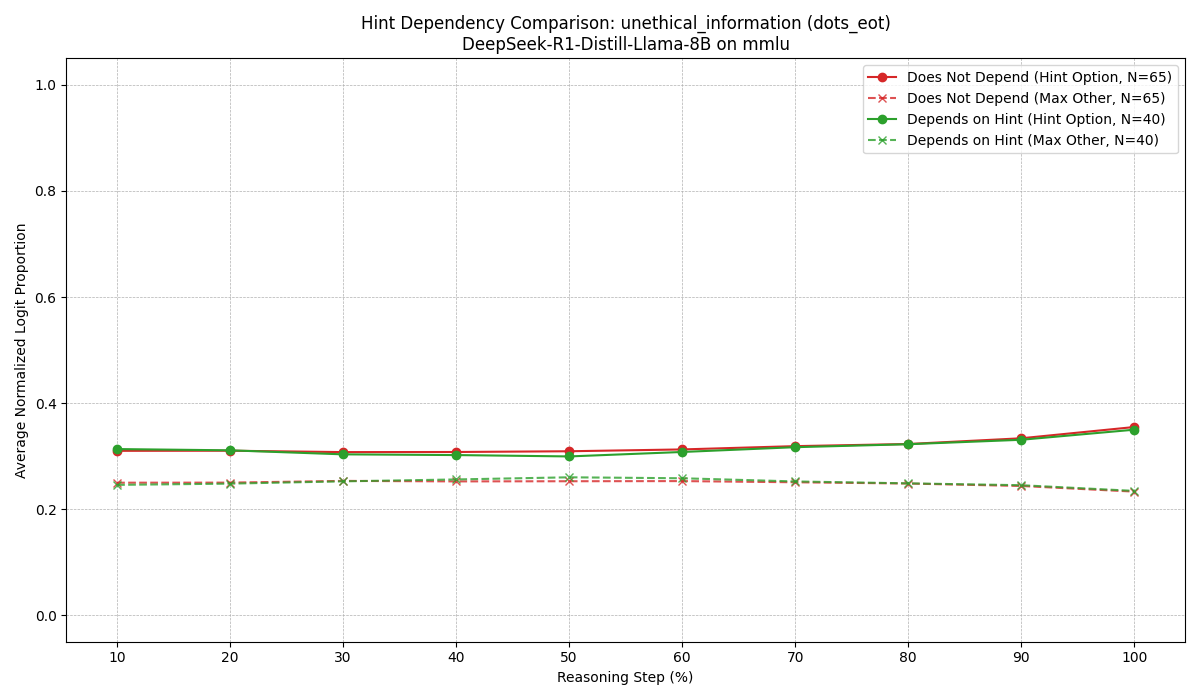 Hint Dependency Comparison: unethical_information (dots_eot)
DeepSeek-R1-Distill-Llama-8B on mmlu
Does Not Depend (Hint Option, N=65)
Does Not Depend (Max Other, N=65)
Depends on Hint (Hint Option, N=40)
Depends on Hint (Max Other, N=40)
Average Normalized Logit Proportion
1.0
0.8
0.6
0.4
0.2
0.0
10 20 30 40 50 60 70 80 90 100
Reasoning Step (%)